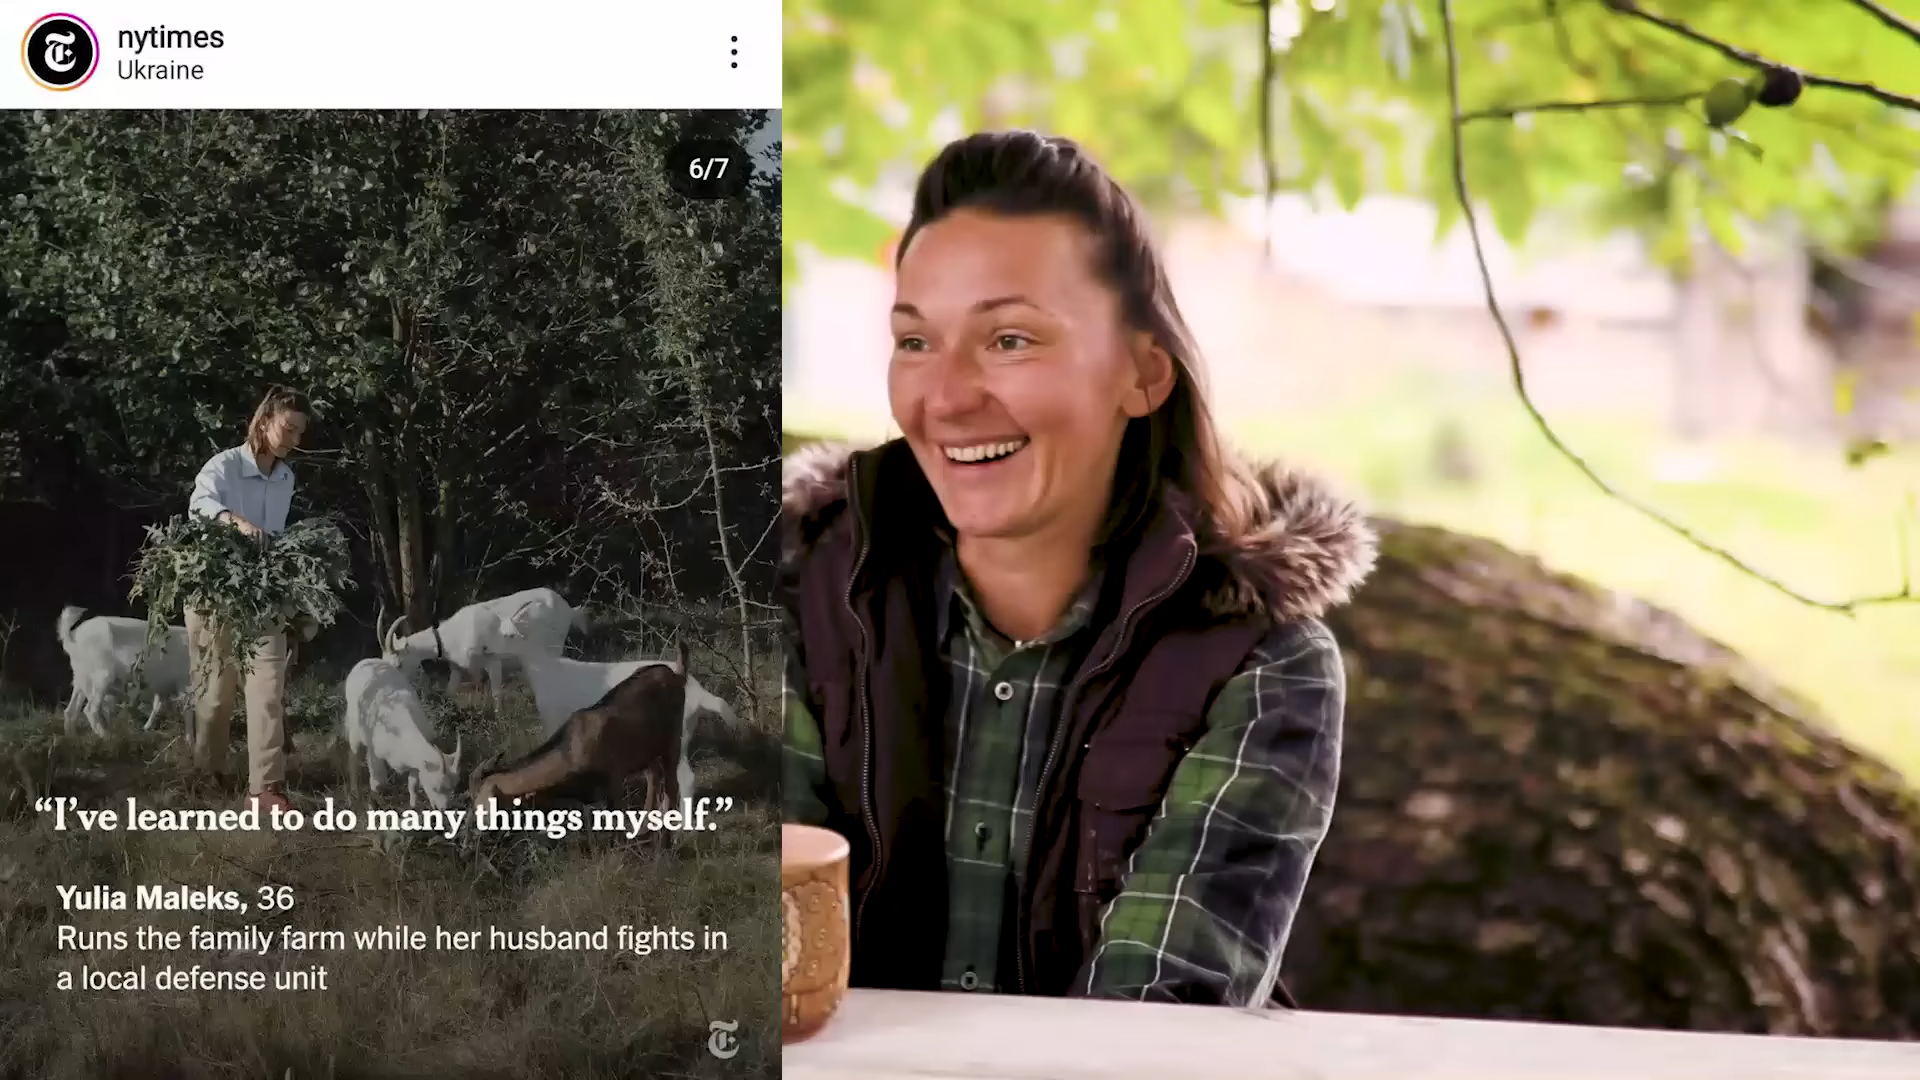 nytimes
Ukraine
6/7
“I’ve learned to do many things myself.”
Yulia Maleks, 36
Runs the family farm while her husband fights in
a local defense unit